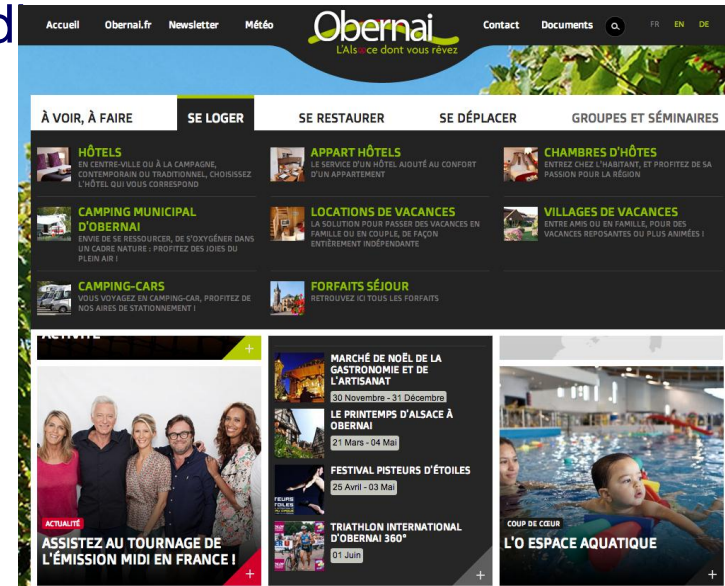 d
Accueil Obernai.fr Newsletter Météo Obernai Contact Documents FR EN DE
L'Alsace dont vous rêvez
À VOIR, À FAIRE SE LOGER SE RESTAURER SE DÉPLACER GROUPES ET SÉMINAIRES
HÔTELS
EN CENTRE-VILLE OU À LA CAMPAGNE,
CONTEMPORAIN OU TRADITIONNEL, CHOISISSEZ
L'HÔTEL QUI VOUS CORRESPOND
APPART HÔTELS
LE SERVICE D'UN HÔTEL AJOUTÉ AU CONFORT
D'UN APPARTEMENT
CHAMBRES D'HÔTES
ENTREZ CHEZ L'HABITANT, ET PROFITEZ DE SA
PASSION POUR LA RÉGION
CAMPING MUNICIPAL
D'OBERNAI
ENVIE DE SE RESSOURCER, DE S'OXYGÉNER DANS
UN CADRE NATURE : PROFITEZ DES JOIES DU
PLEIN AIR !
LOCATIONS DE VACANCES
LA SOLUTION POUR PASSER DES VACANCES EN
FAMILLE OU EN COUPLE, DE FAÇON
ENTIÈREMENT INDÉPENDANTE
VILLAGES DE VACANCES
ENTRE AMIS OU EN FAMILLE, POUR DES
VACANCES REPOSANTES OU PLUS ANIMÉES !
CAMPING-CARS
VOUS VOYAGEZ EN CAMPING-CAR, PROFITEZ DE
NOS AIRES DE STATIONNEMENT !
FORFAITS SÉJOUR
RETROUVEZ ICI TOUS LES FORFAITS
ACTIVITÉ
+
ACTUALITÉ
ASSISTEZ AU TOURNAGE DE
L'ÉMISSION MIDI EN FRANCE !
+
MARCHÉ DE NOËL DE LA
GASTRONOMIE ET DE
L'ARTISANAT
30 Novembre - 31 Décembre
LE PRINTEMPS D'ALSACE À
OBERNAI
21 Mars - 04 Mai
FESTIVAL PISTEURS D'ÉTOILES
25 Avril - 03 Mai
TRIATHLON INTERNATIONAL
D'OBERNAI 360°
01 Juin
+
COUP DE CŒUR
L'O ESPACE AQUATIQUE
+